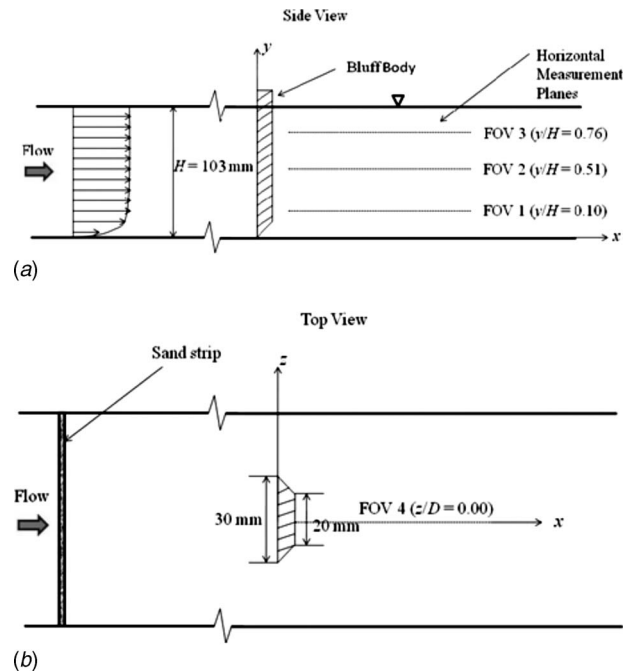 Side View
y
Bluff Body
Horizontal
Measurement
Planes
Flow
H = 103 mm
FOV 3 (y/H = 0.76)
FOV 2 (y/H = 0.51)
FOV 1 (y/H = 0.10)
x
(a)
Top View
Sand strip
z
Flow
30 mm
20 mm
FOV 4 (z/D = 0.00)
x
(b)